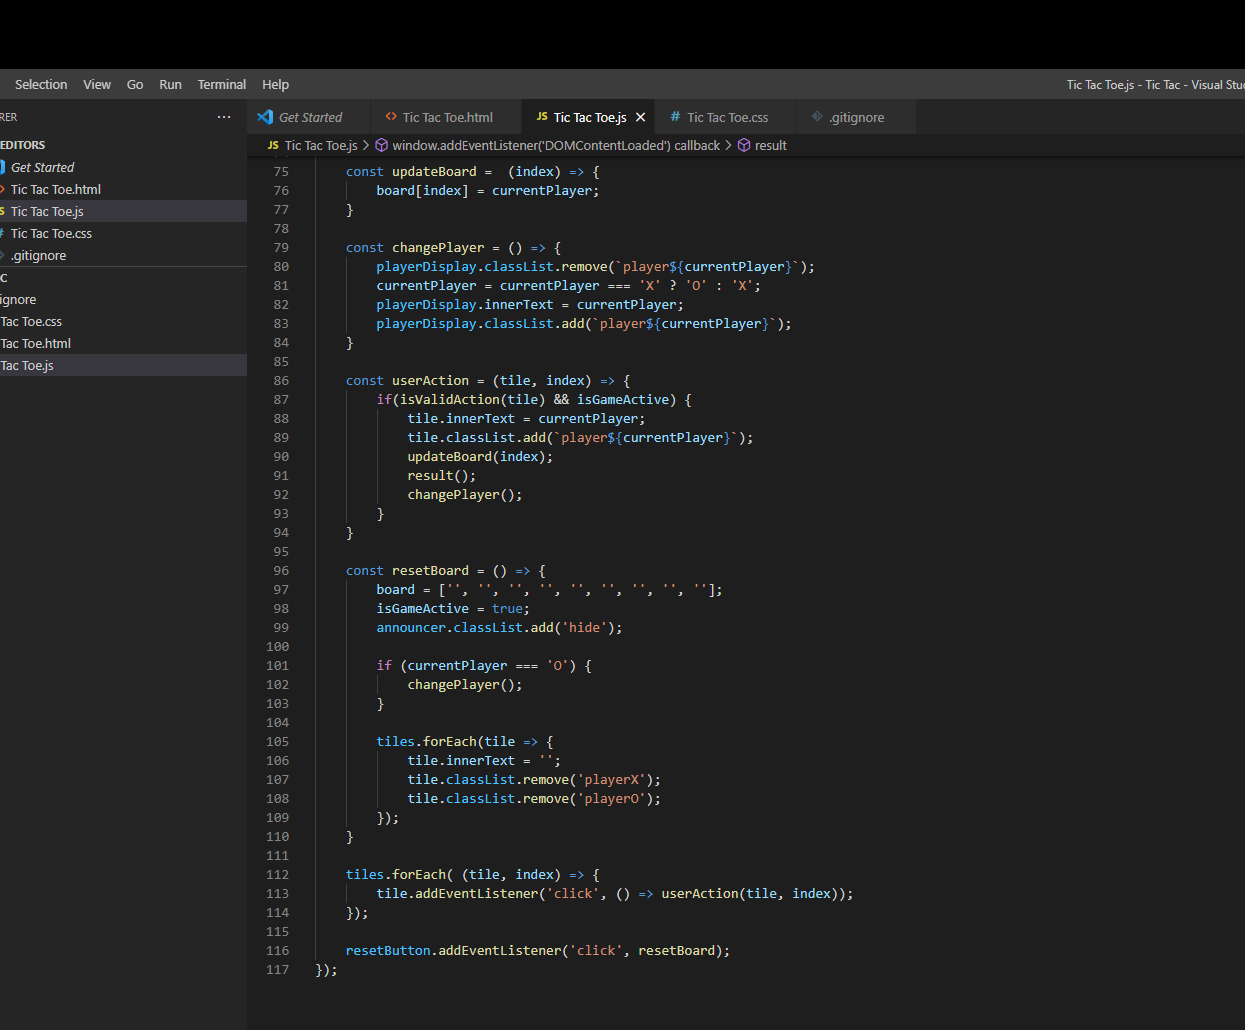 Selection View Go Run Terminal Help Tic Tac Toe.js - Tic Tac - Visual Stu
RER ...
Get Started Tic Tac Toe.html JS Tic Tac Toe.js Tic Tac Toe.css .gitignore
JS Tic Tac Toe.js > window.addEventListener('DOMContentLoaded') callback > result
EDITORS
Get Started
Tic Tac Toe.html
S Tic Tac Toe.js
# Tic Tac Toe.css
.gitignore
C
ignore
Tac Toe.css
Tac Toe.html
Tac Toe.js
75 const updateBoard =  (index) => {
76 board[index] = currentPlayer;
77 }
78
79 const changePlayer = () => {
80 playerDisplay.classList.remove(`player${currentPlayer}`);
81 currentPlayer = currentPlayer === 'X' ? 'O' : 'X';
82 playerDisplay.innerText = currentPlayer;
83 playerDisplay.classList.add(`player${currentPlayer}`);
84 }
85
86 const userAction = (tile, index) => {
87 if(isValidAction(tile) && isGameActive) {
88 tile.innerText = currentPlayer;
89 tile.classList.add(`player${currentPlayer}`);
90 updateBoard(index);
91 result();
92 changePlayer();
93 }
94 }
95
96 const resetBoard = () => {
97 board = ['', '', '', '', '', '', '', '', ''];
98 isGameActive = true;
99 announcer.classList.add('hide');
100
101 if (currentPlayer === 'O') {
102 changePlayer();
103 }
104
105 tiles.forEach(tile => {
106 tile.innerText = '';
107 tile.classList.remove('playerX');
108 tile.classList.remove('playerO');
109 });
110 }
111
112 tiles.forEach( (tile, index) => {
113 tile.addEventListener('click', () => userAction(tile, index));
114 });
115
116 resetButton.addEventListener('click', resetBoard);
117 });